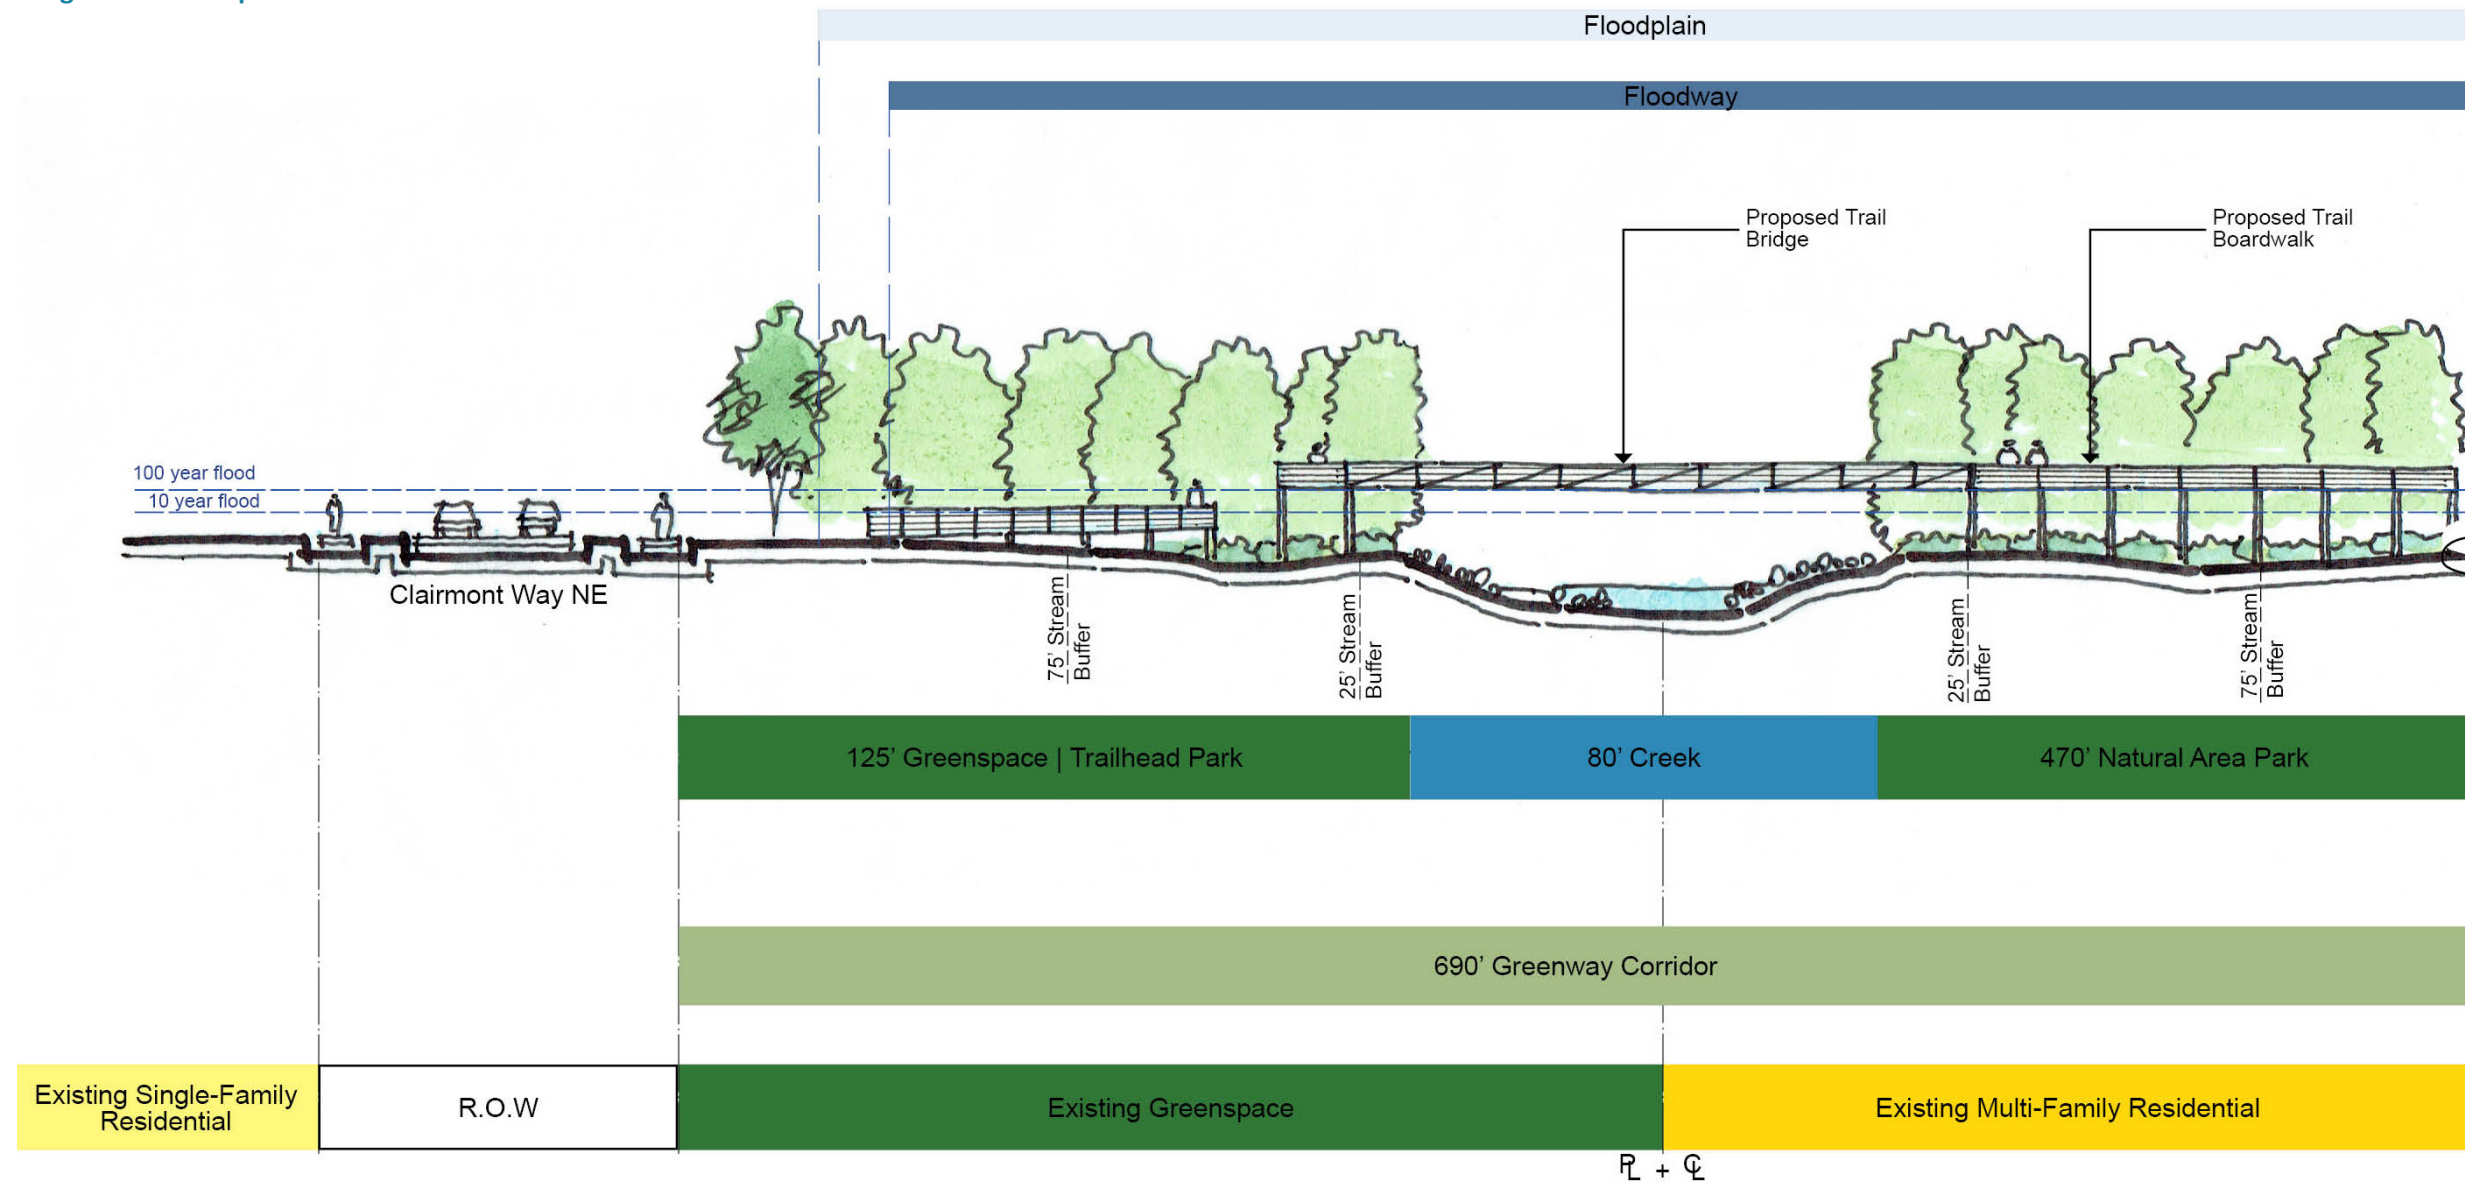 Floodplain
Floodway
Proposed Trail
Bridge
Proposed Trail
Boardwalk
100 year flood
10 year flood
Clairmont Way NE
75' Stream
Buffer
25' Stream
Buffer
25' Stream
Buffer
75' Stream
Buffer
125' Greenspace | Trailhead Park
80' Creek
470' Natural Area Park
690' Greenway Corridor
Existing Single-Family
Residential
R.O.W
Existing Greenspace
Existing Multi-Family Residential
PL + CL